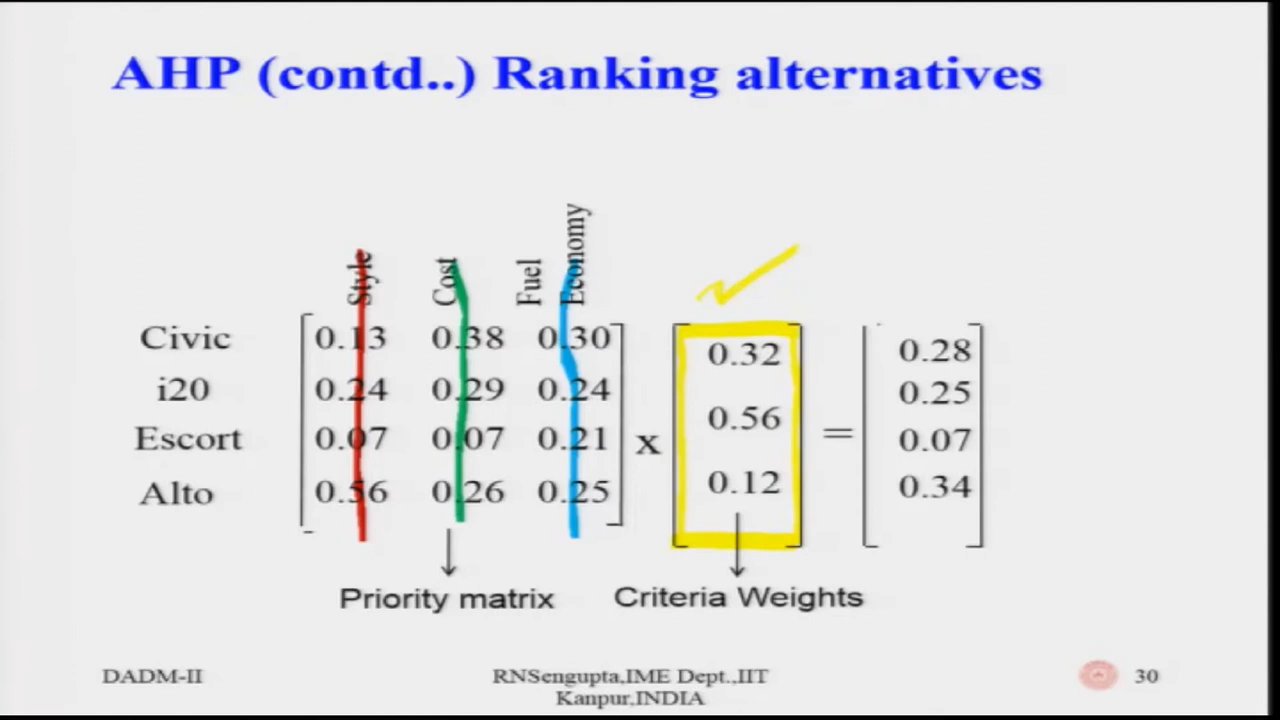 AHP (contd..) Ranking alternatives
Style Cost Fuel Economy
Civic 0.13 0.38 0.30 0.32 0.28
i20 0.24 0.29 0.24 0.56 0.25
Escort 0.07 0.07 0.21 x = 0.07
Alto 0.56 0.26 0.25 0.12 0.34
Priority matrix Criteria Weights
DADM-II RNSengupta,IME Dept.,IIT 30
Kanpur,INDIA